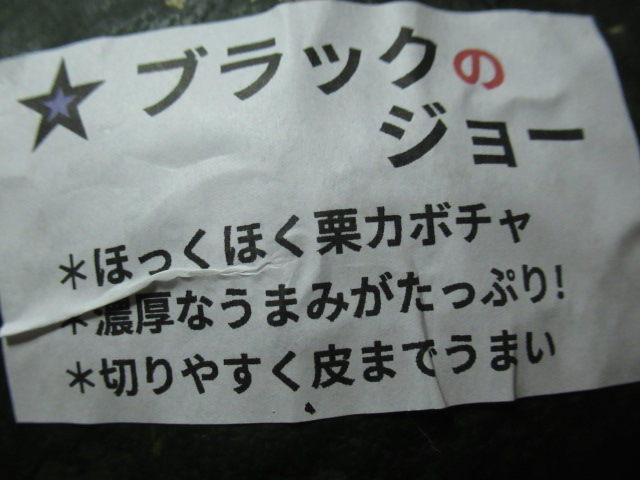 ★ブラックの
ジョー
＊ほっくほく栗カボチャ
＊濃厚なうまみがたっぷり!
＊切りやすく皮までうまい